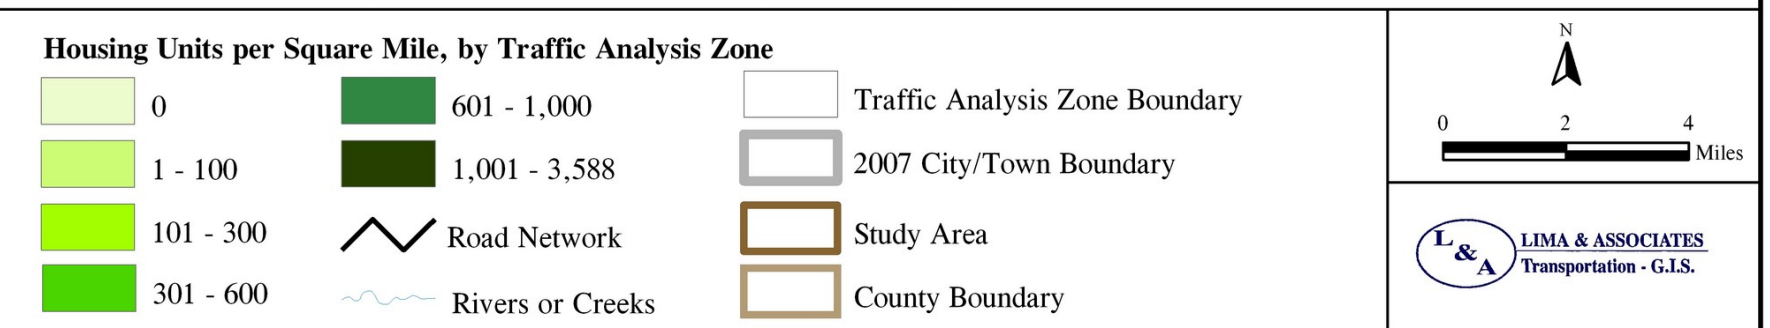 Housing Units per Square Mile, by Traffic Analysis Zone
0
1 - 100
101 - 300
301 - 600
601 - 1,000
1,001 - 3,588
Road Network
Rivers or Creeks
Traffic Analysis Zone Boundary
2007 City/Town Boundary
Study Area
County Boundary
N
0 2 4
Miles
L & A
LIMA & ASSOCIATES
Transportation - G.I.S.